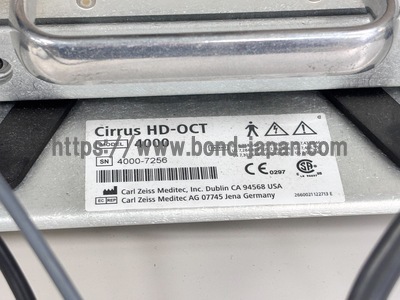 Cirrus HD-OCT
MODEL 4000
https://www.bond-japan.com
SN 4000-7256
CE 0297
Carl Zeiss Meditec, Inc. Dublin CA 94568 USA
EC REP Carl Zeiss Meditec AG 07745 Jena Germany
2660021122713 E